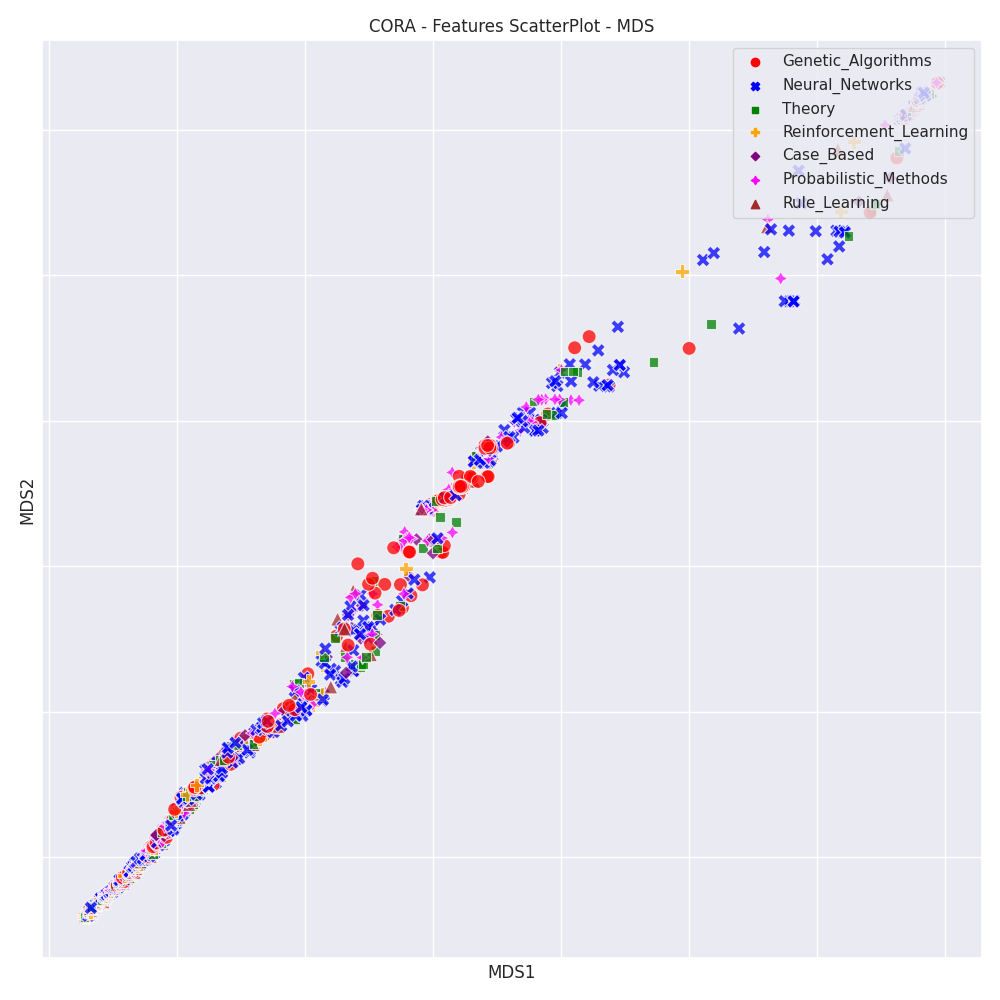 CORA - Features ScatterPlot - MDS
Genetic_Algorithms
Neural_Networks
Theory
Reinforcement_Learning
Case_Based
Probabilistic_Methods
Rule_Learning
MDS2
MDS1